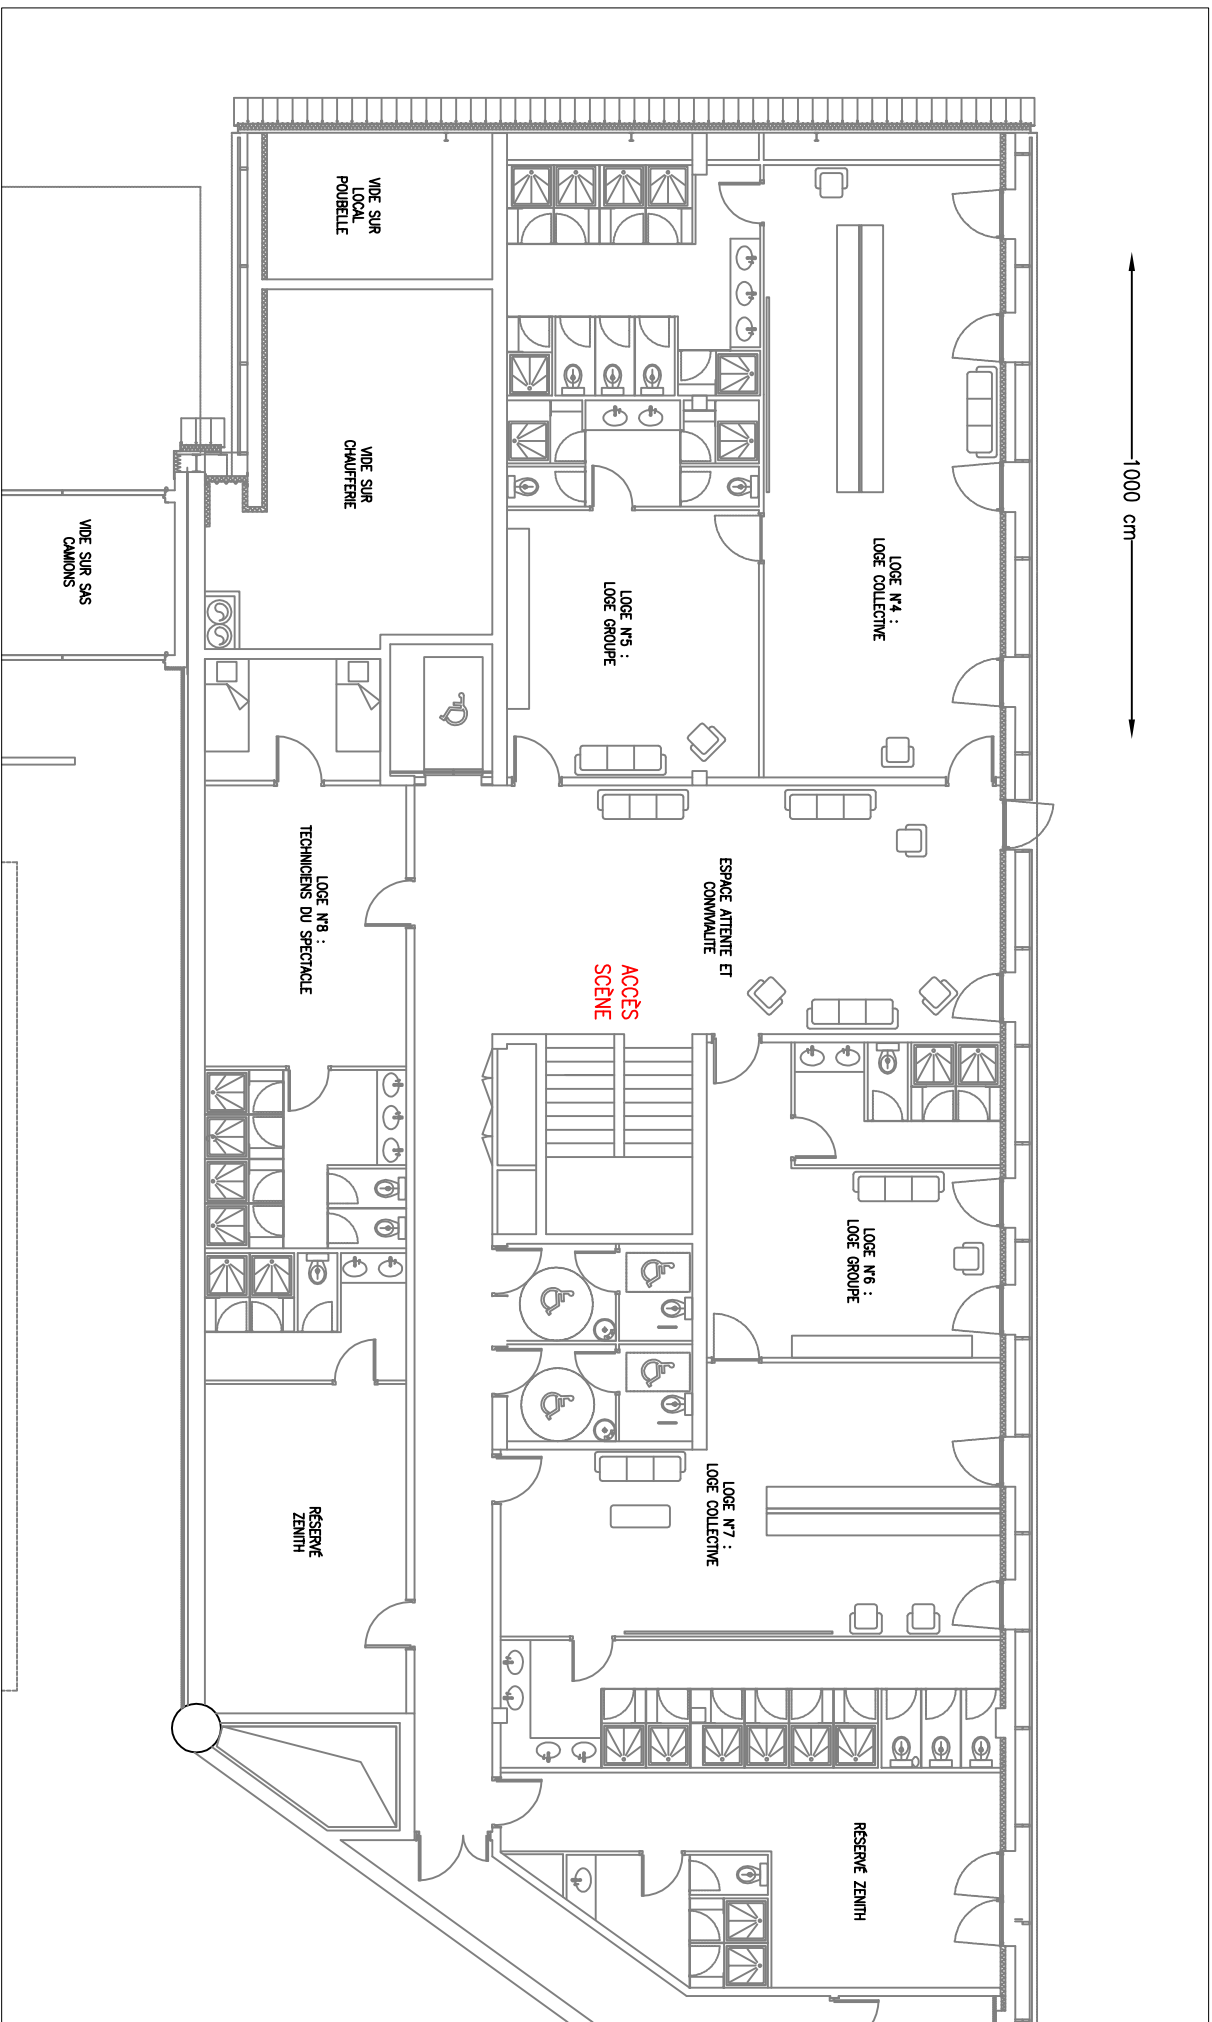 1000 cm
VIDE SUR
LOCAL
POUBELLE
VIDE SUR
CHAUFFERIE
VIDE SUR SAS
CAMIONS
LOGE N°4 :
LOGE COLLECTIVE
LOGE N°5 :
LOGE GROUPE
LOGE N°8 :
TECHNICIENS DU SPECTACLE
ESPACE ATTENTE ET
CONVIVIALITE
ACCÈS
SCÈNE
LOGE N°6 :
LOGE GROUPE
LOGE N°7 :
LOGE COLLECTIVE
RÉSERVÉ
ZENITH
RÉSERVÉ ZENITH